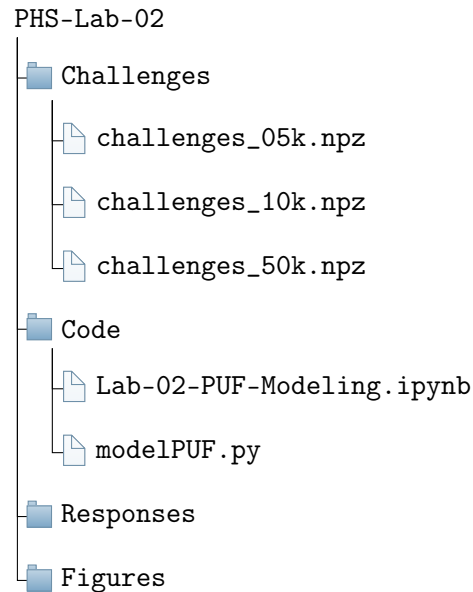 PHS-Lab-02
Challenges
challenges_05k.npz
challenges_10k.npz
challenges_50k.npz
Code
Lab-02-PUF-Modeling.ipynb
modelPUF.py
Responses
Figures